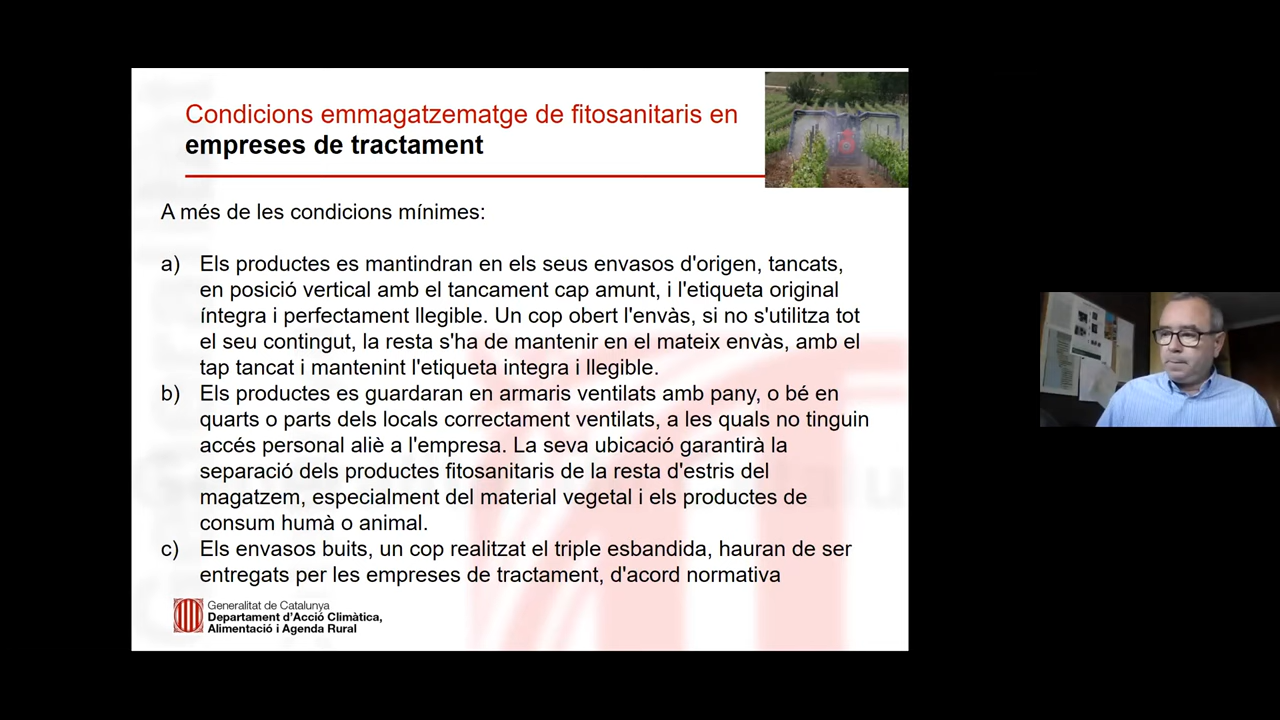 Condicions emmagatzematge de fitosanitaris en
empreses de tractament
A més de les condicions mínimes:
a) Els productes es mantindran en els seus envasos d'origen, tancats,
en posició vertical amb el tancament cap amunt, i l'etiqueta original
íntegra i perfectament llegible. Un cop obert l'envàs, si no s'utilitza tot
el seu contingut, la resta s'ha de mantenir en el mateix envàs, amb el
tap tancat i mantenint l'etiqueta integra i llegible.
b) Els productes es guardaran en armaris ventilats amb pany, o bé en
quarts o parts dels locals correctament ventilats, a les quals no tinguin
accés personal aliè a l'empresa. La seva ubicació garantirà la
separació dels productes fitosanitaris de la resta d'estris del
magatzem, especialment del material vegetal i els productes de
consum humà o animal.
c) Els envasos buits, un cop realitzat el triple esbandida, hauran de ser
entregats per les empreses de tractament, d'acord normativa
Generalitat de Catalunya
Departament d'Acció Climàtica,
Alimentació i Agenda Rural